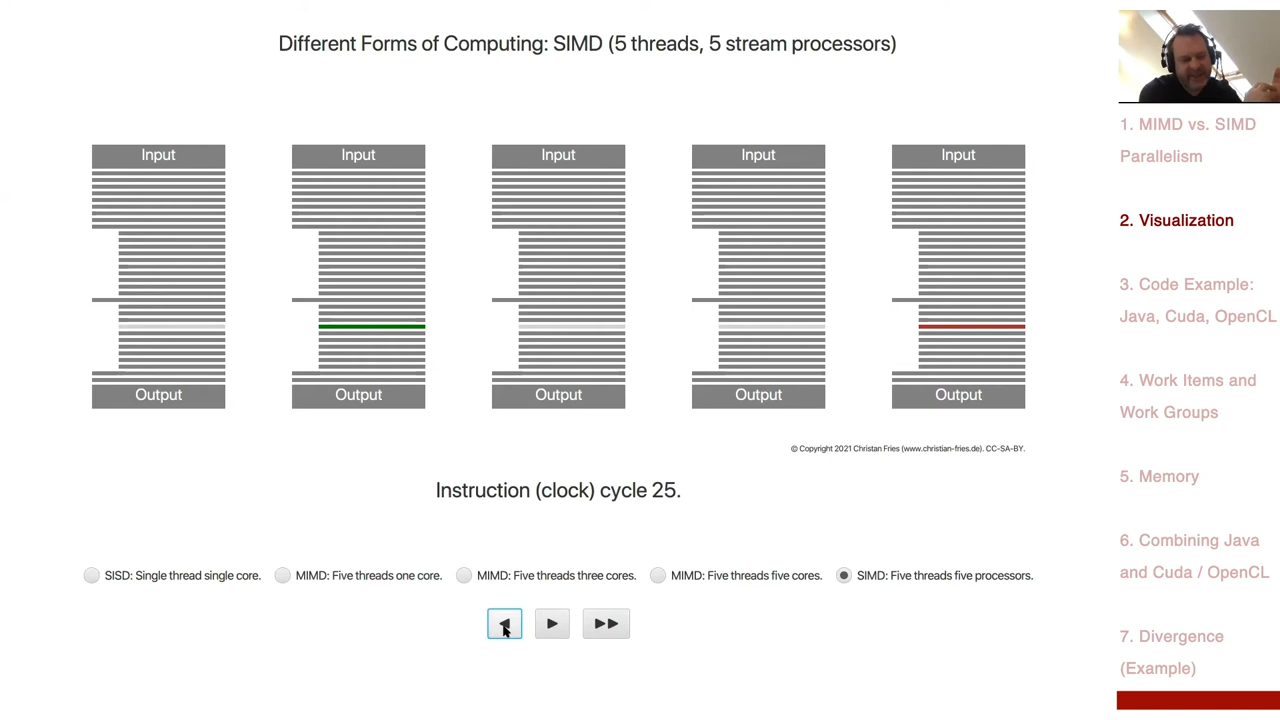 Different Forms of Computing: SIMD (5 threads, 5 stream processors)
Input Input Input Input Input
Output Output Output Output Output
© Copyright 2021 Christan Fries (www.christian-fries.de). CC-SA-BY.
Instruction (clock) cycle 25.
SISD: Single thread single core. MIMD: Five threads one core. MIMD: Five threads three cores. MIMD: Five threads five cores. SIMD: Five threads five processors.
1. MIMD vs. SIMD
Parallelism
2. Visualization
3. Code Example:
Java, Cuda, OpenCL
4. Work Items and
Work Groups
5. Memory
6. Combining Java
and Cuda / OpenCL
7. Divergence
(Example)